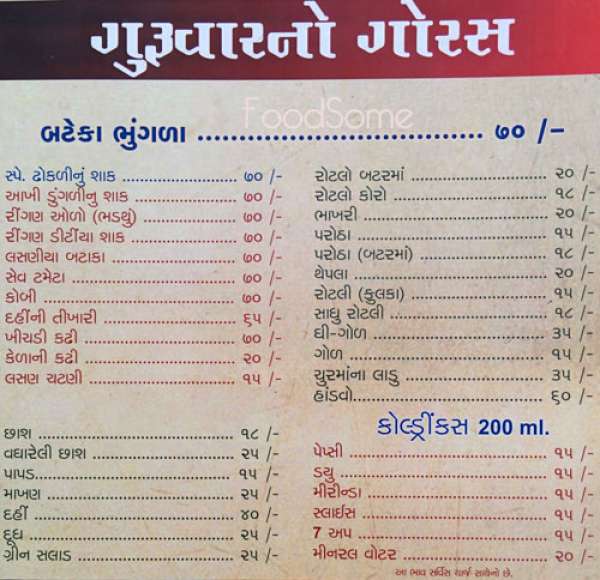 ગુરૂવારનો ગોરસ
FoodSome
બટેકા ભુંગળા ................................ ૭૦ /-
સ્પે. ઢોકળીનું શાક ........................ ૭૦ /-
આખી ડુંગળીનુ શાક ...................... ૭૦ /-
રીંગણ ઓળો (ભડથું) ................... ૭૦ /-
રીંગણ ડીટીંયા શાક ...................... ૭૦ /-
લસણીયા બટાકા ......................... ૭૦ /-
સેવ ટમેટા ................................. ૭૦ /-
કોબી ....................................... ૭૦ /-
દહીંની તીખારી ........................... ૬૫ /-
ખીચડી કઢી ............................... ૭૦ /-
કેળાની કઢી ............................... ૨૦ /-
લસણ ચટણી .............................. ૧૫ /-
રોટલો બટરમાં ............................ ૨૦ /-
રોટલો કોરો ............................... ૧૮ /-
ભાખરી ..................................... ૨૦ /-
પરોઠા ...................................... ૧૫ /-
પરોઠા (બટરમાં) ......................... ૧૮ /-
થેપલા ...................................... ૨૦ /-
રોટલી (ફુલકા) ........................... ૧૫ /-
સાધુ રોટલી ............................... ૧૮ /-
ઘી-ગોળ ................................... ૩૫ /-
ગોળ ........................................ ૧૫ /-
ચુરમાંના લાડુ ............................. ૩૫ /-
હાંડવો ...................................... ૬૦ /-
છાશ ........................................ ૧૮ /-
વઘારેલી છાશ ............................ ૨૫ /-
પાપડ ....................................... ૧૫ /-
માખણ ..................................... ૨૫ /-
દહીં ......................................... ૪૦ /-
દૂધ .......................................... ૨૫ /-
ગ્રીન સલાડ ............................... ૨૫ /-
કોલ્ડ્રીંકસ 200 ml.
પેપ્સી ....................................... ૧૫ /-
ડયુ .......................................... ૧૫ /-
મીરીન્ડા .................................... ૧૫ /-
સ્લાઈસ .................................... ૧૫ /-
7 અપ ...................................... ૧૫ /-
મીનરલ વોટર ............................. ૨૦ /-
આ ભાવ સર્વિસ ચાર્જ સાથેનો છે.